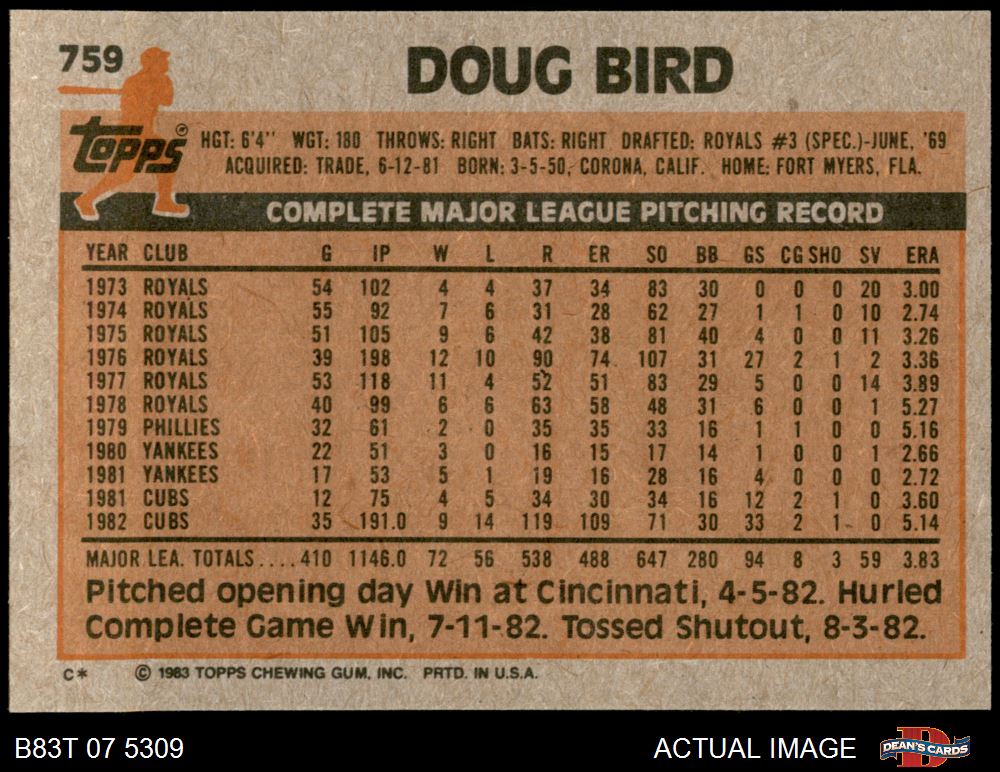 759
DOUG BIRD
Topps®
HGT: 6'4'' WGT: 180 THROWS: RIGHT BATS: RIGHT DRAFTED: ROYALS #3 (SPEC.)-JUNE, '69
ACQUIRED: TRADE, 6-12-81 BORN: 3-5-50, CORONA, CALIF. HOME: FORT MYERS, FLA.
COMPLETE MAJOR LEAGUE PITCHING RECORD
YEAR CLUB G IP W L R ER SO BB GS CG SHO SV ERA
1973 ROYALS 54 102 4 4 37 34 83 30 0 0 0 20 3.00
1974 ROYALS 55 92 7 6 31 28 62 27 1 1 0 10 2.74
1975 ROYALS 51 105 9 6 42 38 81 40 4 0 0 11 3.26
1976 ROYALS 39 198 12 10 90 74 107 31 27 2 1 2 3.36
1977 ROYALS 53 118 11 4 52 51 83 29 5 0 0 14 3.89
1978 ROYALS 40 99 6 6 63 58 48 31 6 0 0 1 5.27
1979 PHILLIES 32 61 2 0 35 35 33 16 1 1 0 0 5.16
1980 YANKEES 22 51 3 0 16 15 17 14 1 0 0 1 2.66
1981 YANKEES 17 53 5 1 19 16 28 16 4 0 0 0 2.72
1981 CUBS 12 75 4 5 34 30 34 16 12 2 1 0 3.60
1982 CUBS 35 191.0 9 14 119 109 71 30 33 2 1 0 5.14
MAJOR LEA. TOTALS....410 1146.0 72 56 538 488 647 280 94 8 3 59 3.83
Pitched opening day Win at Cincinnati, 4-5-82. Hurled
Complete Game Win, 7-11-82. Tossed Shutout, 8-3-82.
C* © 1983 TOPPS CHEWING GUM, INC. PRTD. IN U.S.A.
B83T 07 5309 ACTUAL IMAGE DEAN'S CARDS